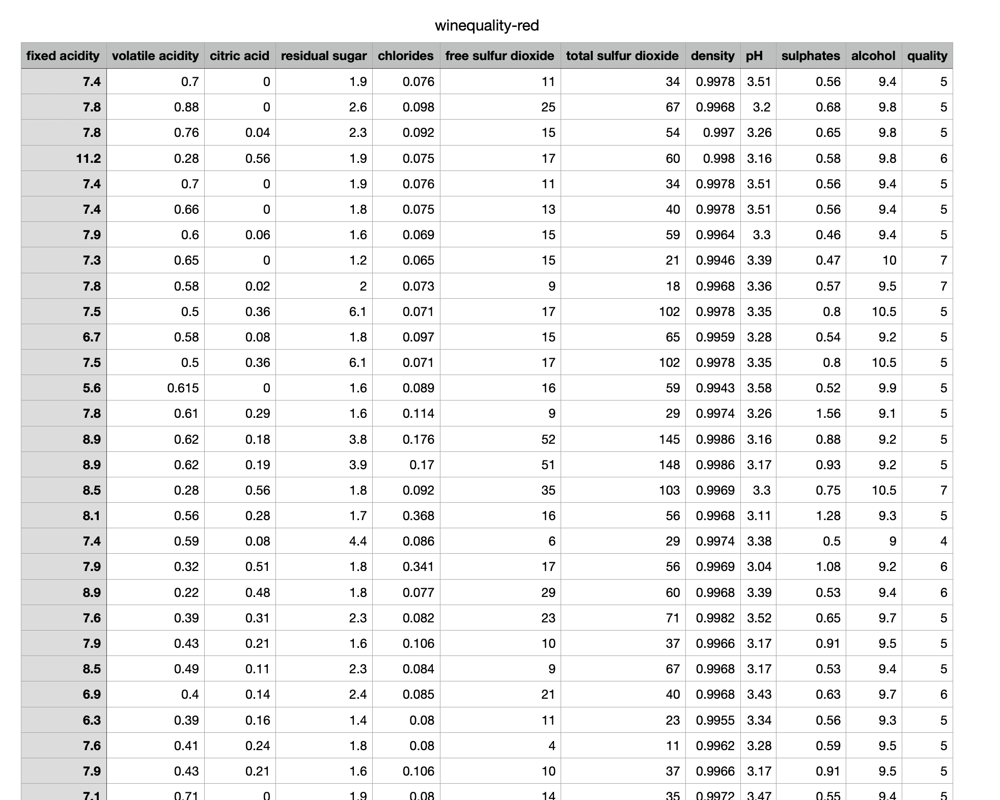 winequality-red
fixed acidity volatile acidity citric acid residual sugar chlorides free sulfur dioxide total sulfur dioxide density pH sulphates alcohol quality
7.4 0.7 0 1.9 0.076 11 34 0.9978 3.51 0.56 9.4 5
7.8 0.88 0 2.6 0.098 25 67 0.9968 3.2 0.68 9.8 5
7.8 0.76 0.04 2.3 0.092 15 54 0.997 3.26 0.65 9.8 5
11.2 0.28 0.56 1.9 0.075 17 60 0.998 3.16 0.58 9.8 6
7.4 0.7 0 1.9 0.076 11 34 0.9978 3.51 0.56 9.4 5
7.4 0.66 0 1.8 0.075 13 40 0.9978 3.51 0.56 9.4 5
7.9 0.6 0.06 1.6 0.069 15 59 0.9964 3.3 0.46 9.4 5
7.3 0.65 0 1.2 0.065 15 21 0.9946 3.39 0.47 10 7
7.8 0.58 0.02 2 0.073 9 18 0.9968 3.36 0.57 9.5 7
7.5 0.5 0.36 6.1 0.071 17 102 0.9978 3.35 0.8 10.5 5
6.7 0.58 0.08 1.8 0.097 15 65 0.9959 3.28 0.54 9.2 5
7.5 0.5 0.36 6.1 0.071 17 102 0.9978 3.35 0.8 10.5 5
5.6 0.615 0 1.6 0.089 16 59 0.9943 3.58 0.52 9.9 5
7.8 0.61 0.29 1.6 0.114 9 29 0.9974 3.26 1.56 9.1 5
8.9 0.62 0.18 3.8 0.176 52 145 0.9986 3.16 0.88 9.2 5
8.9 0.62 0.19 3.9 0.17 51 148 0.9986 3.17 0.93 9.2 5
8.5 0.28 0.56 1.8 0.092 35 103 0.9969 3.3 0.75 10.5 7
8.1 0.56 0.28 1.7 0.368 16 56 0.9968 3.11 1.28 9.3 5
7.4 0.59 0.08 4.4 0.086 6 29 0.9974 3.38 0.5 9 4
7.9 0.32 0.51 1.8 0.341 17 56 0.9969 3.04 1.08 9.2 6
8.9 0.22 0.48 1.8 0.077 29 60 0.9968 3.39 0.53 9.4 6
7.6 0.39 0.31 2.3 0.082 23 71 0.9982 3.52 0.65 9.7 5
7.9 0.43 0.21 1.6 0.106 10 37 0.9966 3.17 0.91 9.5 5
8.5 0.49 0.11 2.3 0.084 9 67 0.9968 3.17 0.53 9.4 5
6.9 0.4 0.14 2.4 0.085 21 40 0.9968 3.43 0.63 9.7 6
6.3 0.39 0.16 1.4 0.08 11 23 0.9955 3.34 0.56 9.3 5
7.6 0.41 0.24 1.8 0.08 4 11 0.9962 3.28 0.59 9.5 5
7.9 0.43 0.21 1.6 0.106 10 37 0.9966 3.17 0.91 9.5 5
7.1 0.71 0 1.9 0.08 14 35 0.9972 3.47 0.55 9.4 5